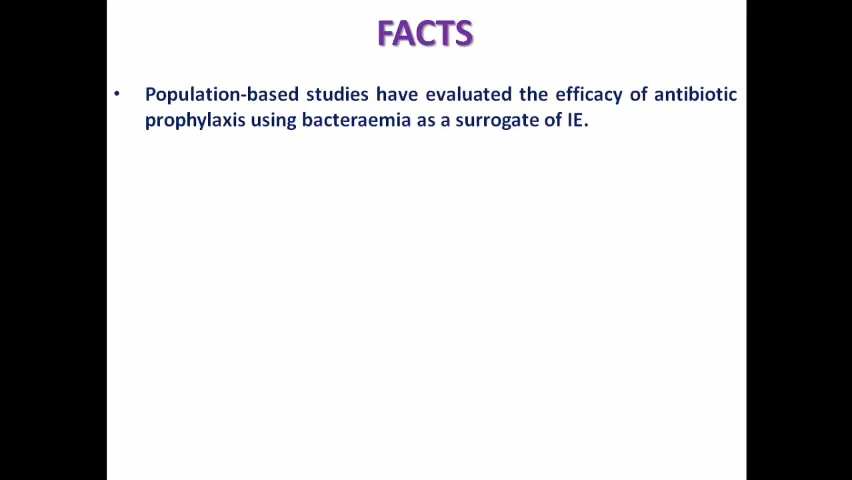 FACTS
• Population-based studies have evaluated the efficacy of antibiotic
prophylaxis using bacteraemia as a surrogate of IE.